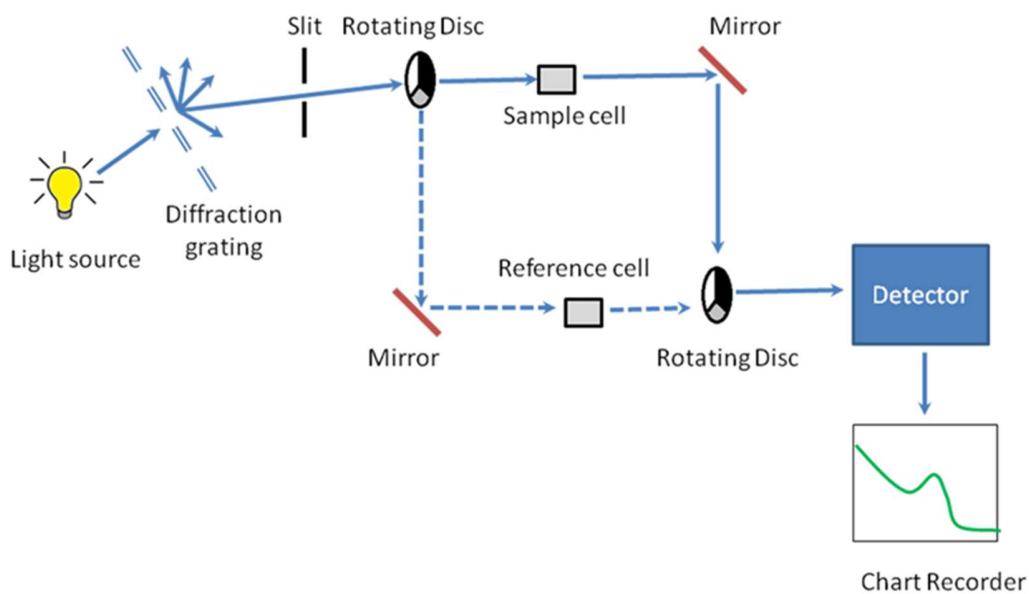 Slit
Rotating Disc
Mirror
Sample cell
Diffraction
grating
Light source
Reference cell
Detector
Mirror
Rotating Disc
Chart Recorder